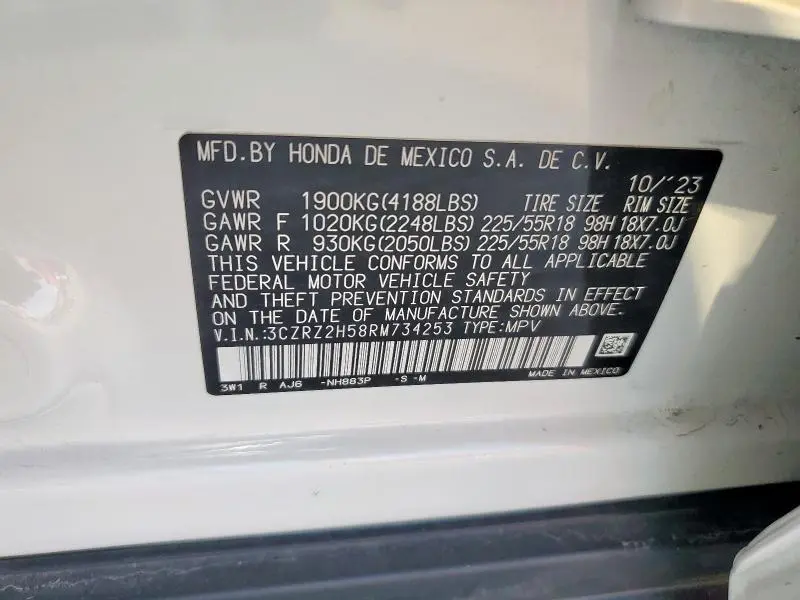 MFD.BY HONDA DE MEXICO S.A. DE C.V.
10/'23
GVWR 1900KG(4188LBS) TIRE SIZE RIM SIZE
GAWR F 1020KG(2248LBS) 225/55R18 98H 18X7.0J
GAWR R 930KG(2050LBS) 225/55R18 98H 18X7.0J
THIS VEHICLE CONFORMS TO ALL APPLICABLE
FEDERAL MOTOR VEHICLE SAFETY
AND THEFT PREVENTION STANDARDS IN EFFECT
ON THE DATE OF MANUFACTURE SHOWN ABOVE.
V.I.N.:3CZRZ2H58RM734253 TYPE:MPV
3W1 R AJ6 -NH883P -S -M MADE IN MEXICO